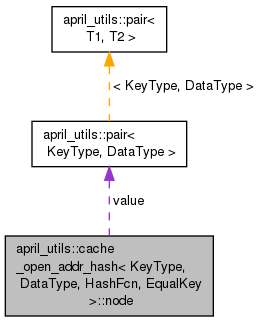 april_utils::pair<
T1, T2 >
< KeyType, DataType >
april_utils::pair<
KeyType, DataType >
value
april_utils::cache
_open_addr_hash< KeyType,
DataType, HashFcn, EqualKey
>::node